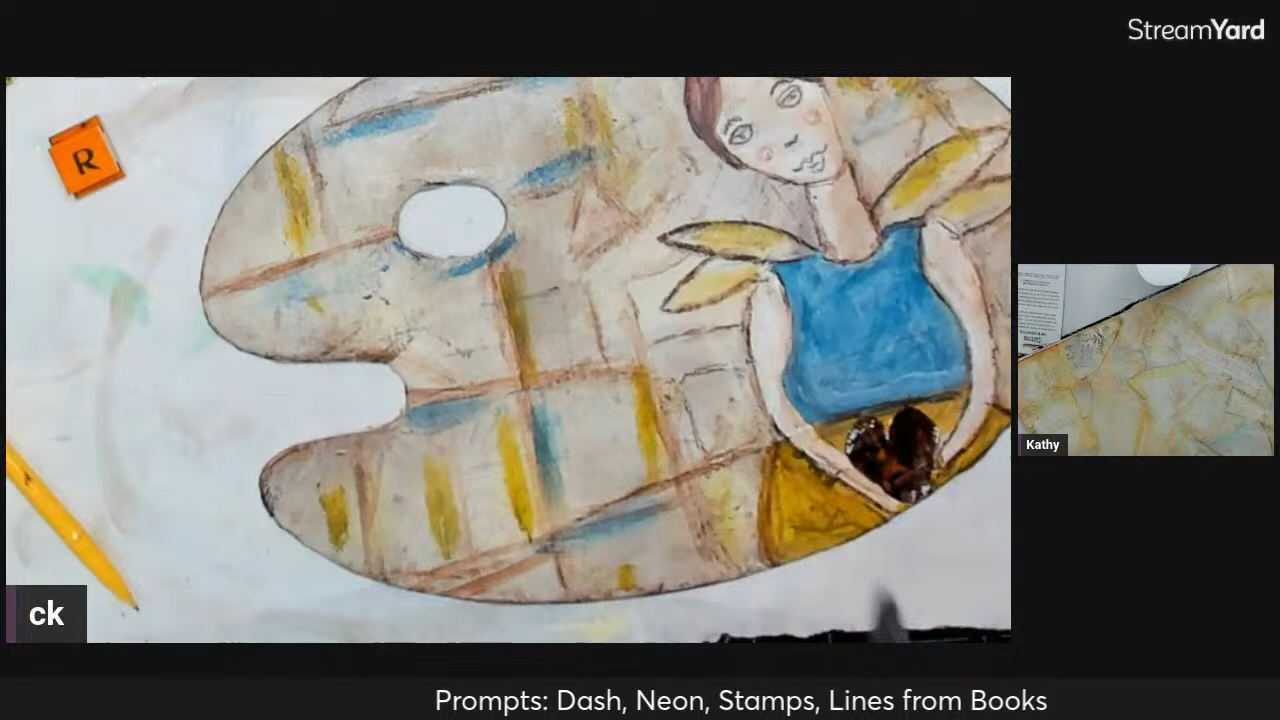 StreamYard
R
Kathy
ck
Prompts: Dash, Neon, Stamps, Lines from Books